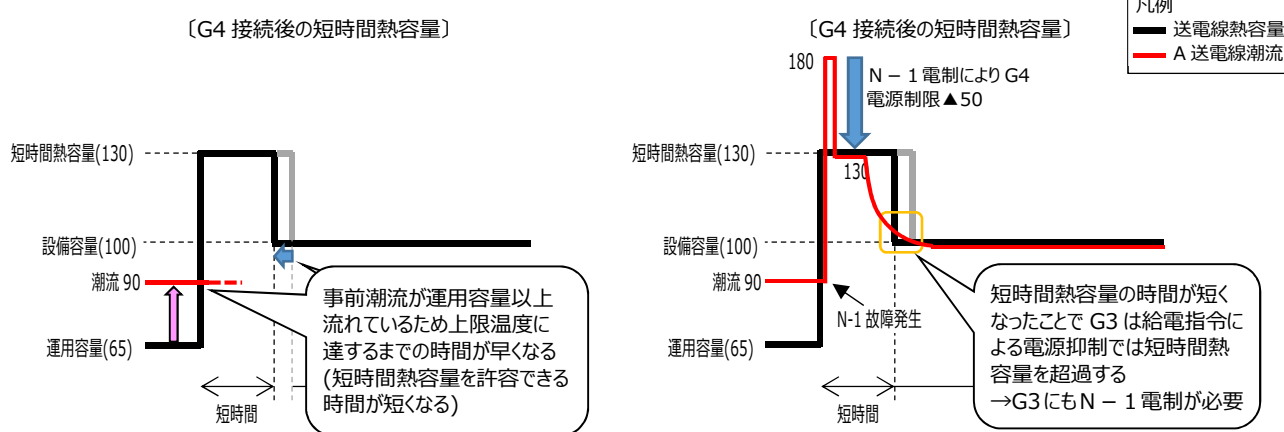 凡例
送電線熱容量
A 送電線潮流
〔G4 接続後の短時間熱容量〕
短時間熱容量(130)
設備容量(100)
潮流 90
運用容量(65)
短時間
事前潮流が運用容量以上
流れているため上限温度に
達するまでの時間が早くなる
(短時間熱容量を許容できる
時間が短くなる)
〔G4 接続後の短時間熱容量〕
180
N－1電制により G4
電源制限▲50
短時間熱容量(130)
130
設備容量(100)
潮流 90
N-1 故障発生
運用容量(65)
短時間
短時間熱容量の時間が短く
なったことで G3 は給電指令に
よる電源抑制では短時間熱
容量を超過する
→G3にもN－1電制が必要